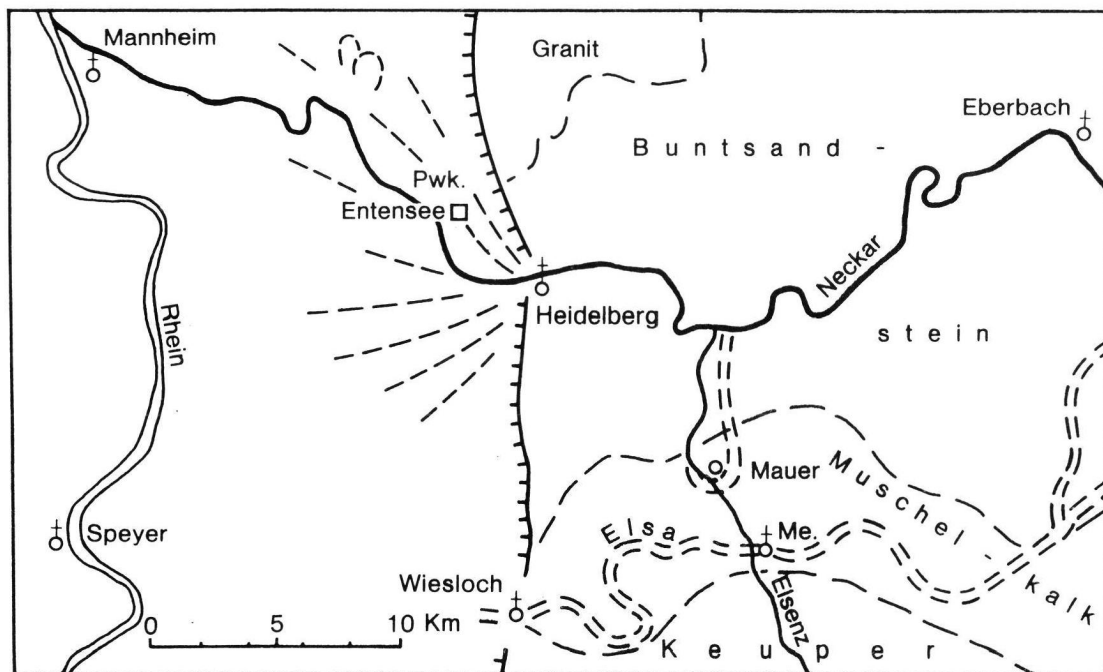 Mannheim
Granit
Eberbach
Buntsand-
Pwk.
Entensee
Neckar
Heidelberg
Rhein
stein
Mauer
Muschel-
Speyer
Elsa
Me.
kalk
Wiesloch
Elsenz
0 5 10 Km
Keuper